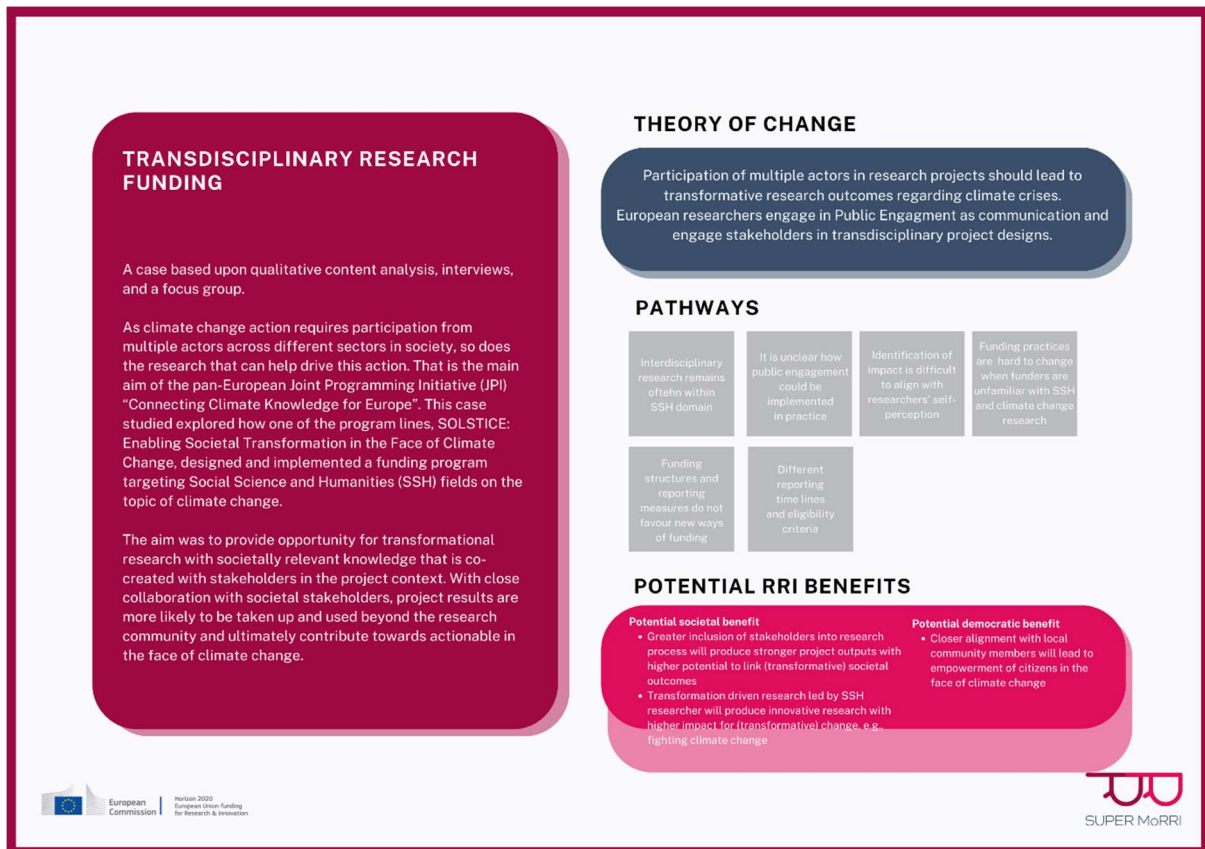 TRANSDISCIPLINARY RESEARCH
FUNDING
A case based upon qualitative content analysis, interviews,
and a focus group.
As climate change action requires participation from
multiple actors across different sectors in society, so does
the research that can help drive this action. That is the main
aim of the pan-European Joint Programming Initiative (JPI)
“Connecting Climate Knowledge for Europe”. This case
studied explored how one of the program lines, SOLSTICE:
Enabling Societal Transformation in the Face of Climate
Change, designed and implemented a funding program
targeting Social Science and Humanities (SSH) fields on the
topic of climate change.
The aim was to provide opportunity for transformational
research with societally relevant knowledge that is co-
created with stakeholders in the project context. With close
collaboration with societal stakeholders, project results are
more likely to be taken up and used beyond the research
community and ultimately contribute towards actionable in
the face of climate change.
THEORY OF CHANGE
Participation of multiple actors in research projects should lead to
transformative research outcomes regarding climate crises.
European researchers engage in Public Engagment as communication and
engage stakeholders in transdisciplinary project designs.
PATHWAYS
Interdisciplinary
research remains
oftehn within
SSH domain
It is unclear how
public engagement
could be
implemented
in practice
Identification of
impact is difficult
to align with
researchers' self-
perception
Funding practices
are hard to change
when funders are
unfamiliar with SSH
and climate change
research
Funding
structures and
reporting
measures do not
favour new ways
of funding
Different
reporting
time lines
and eligibility
criteria
POTENTIAL RRI BENEFITS
Potential societal benefit
• Greater inclusion of stakeholders into research
process will produce stronger project outputs with
higher potential to link (transformative) societal
outcomes
• Transformation driven research led by SSH
researcher will produce innovative research with
higher impact for (transformative) change, e.g.,
fighting climate change
Potential democratic benefit
• Closer alignment with local
community members will lead to
empowerment of citizens in the
face of climate change
European
Commission
Horizon 2020
European Union funding
for Research & Innovation
SUPER MoRRI